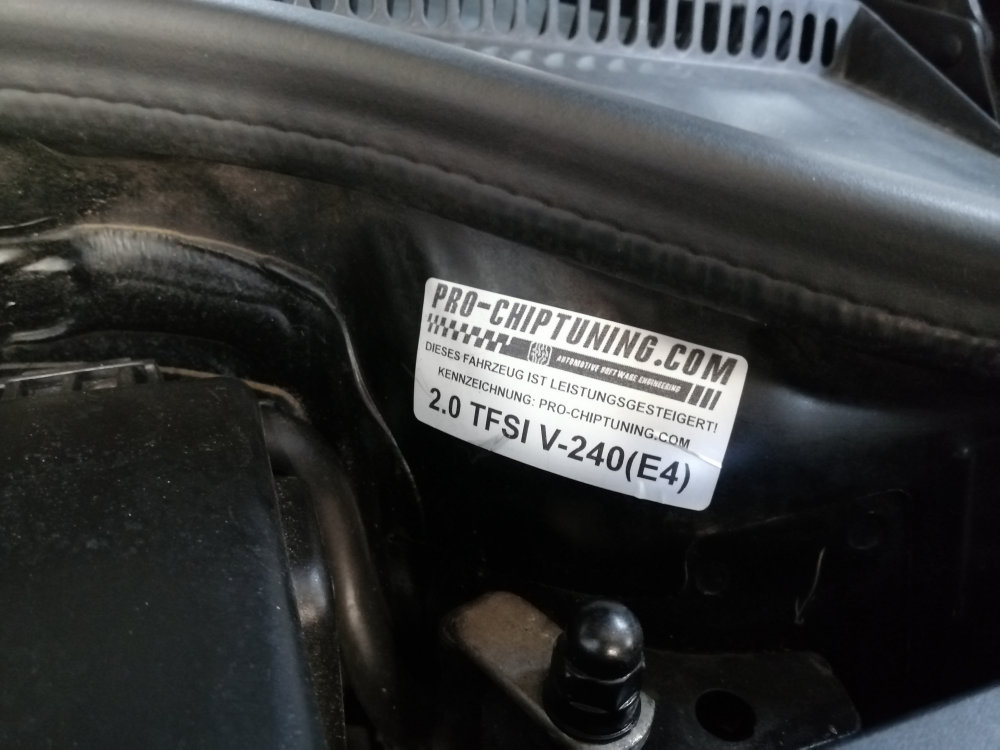 PRO-CHIPTUNING.COM
AUTOMOTIVE SOFTWARE ENGINEERING
DIESES FAHRZEUG IST LEISTUNGSGESTEIGERT!
KENNZEICHNUNG: PRO-CHIPTUNING.COM
2.0 TFSI V-240(E4)